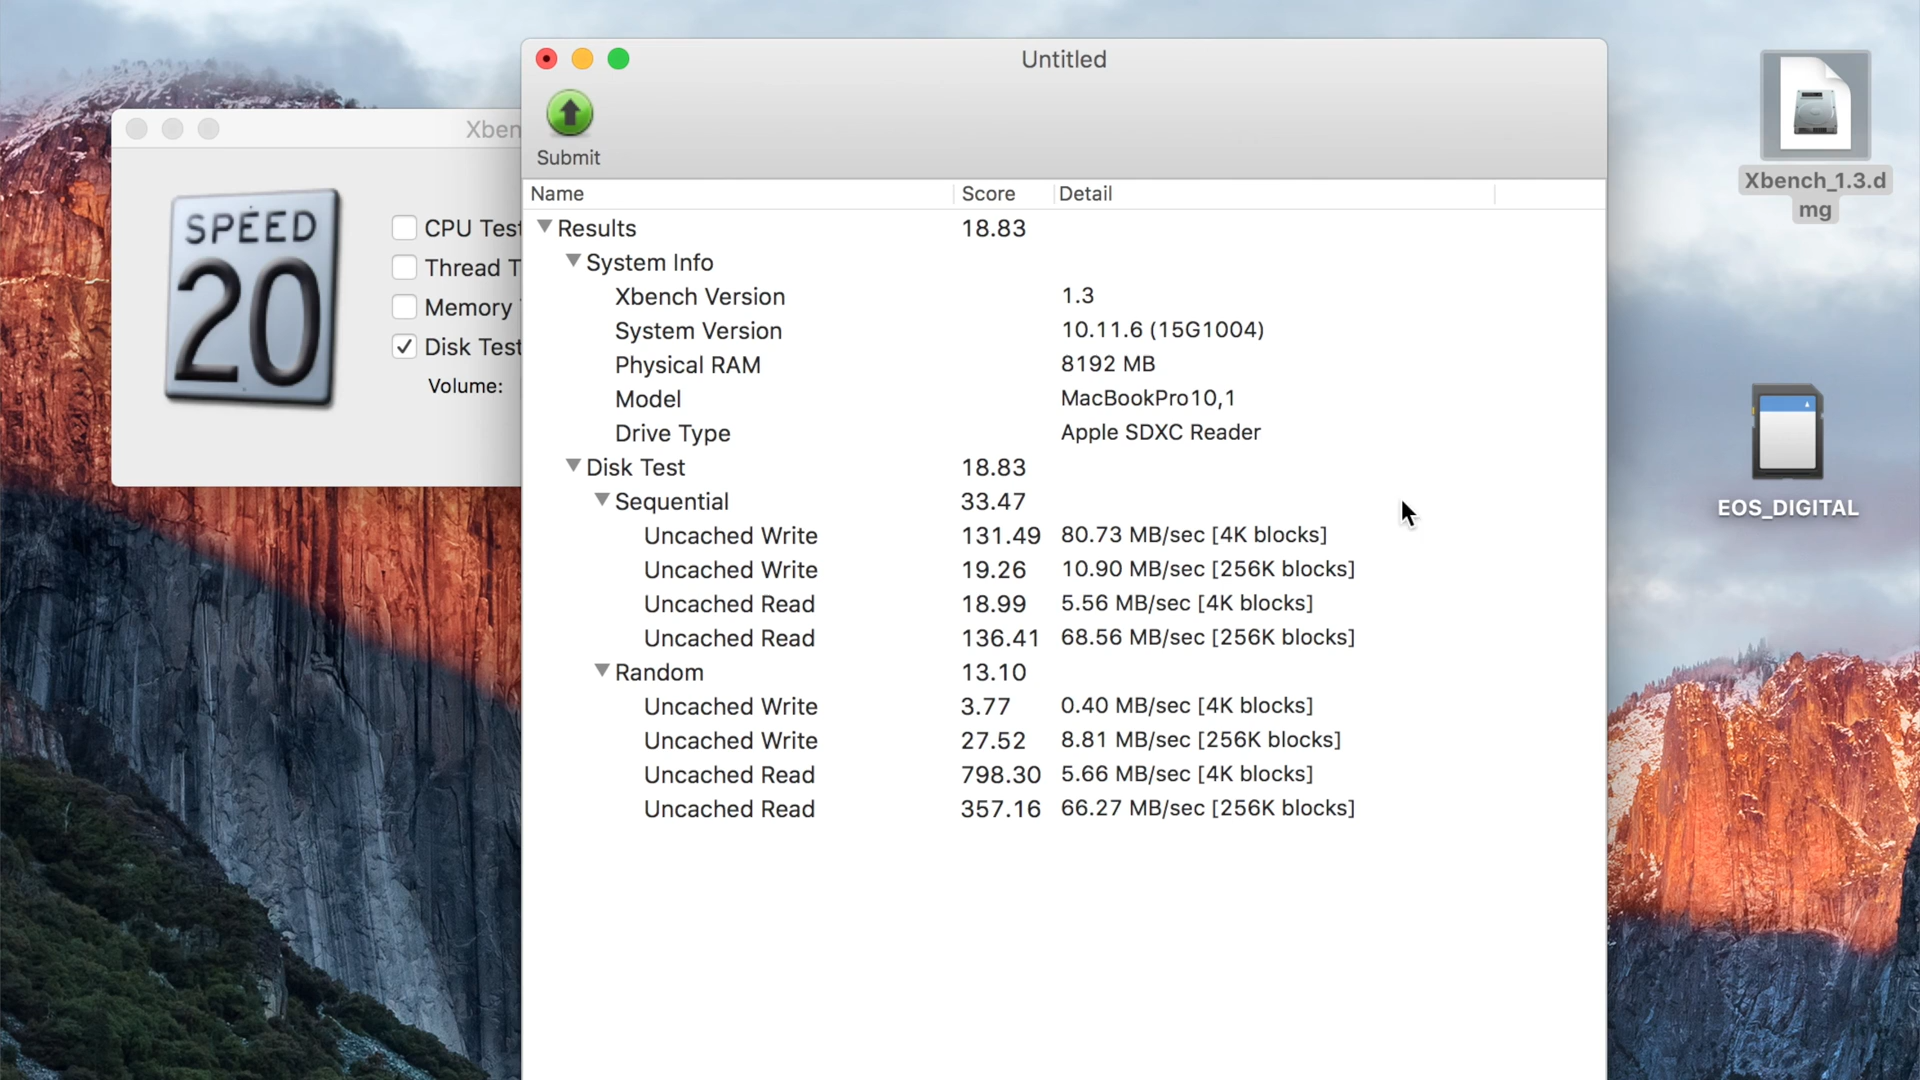 Untitled
Submit
Xben
SPEED
20
CPU Test
Thread T
Memory
Disk Test
Volume:
Name Score Detail
Results 18.83
System Info
Xbench Version 1.3
System Version 10.11.6 (15G1004)
Physical RAM 8192 MB
Model MacBookPro10,1
Drive Type Apple SDXC Reader
Disk Test 18.83
Sequential 33.47
Uncached Write 131.49 80.73 MB/sec [4K blocks]
Uncached Write 19.26 10.90 MB/sec [256K blocks]
Uncached Read 18.99 5.56 MB/sec [4K blocks]
Uncached Read 136.41 68.56 MB/sec [256K blocks]
Random 13.10
Uncached Write 3.77 0.40 MB/sec [4K blocks]
Uncached Write 27.52 8.81 MB/sec [256K blocks]
Uncached Read 798.30 5.66 MB/sec [4K blocks]
Uncached Read 357.16 66.27 MB/sec [256K blocks]
Xbench_1.3.d
mg
EOS_DIGITAL